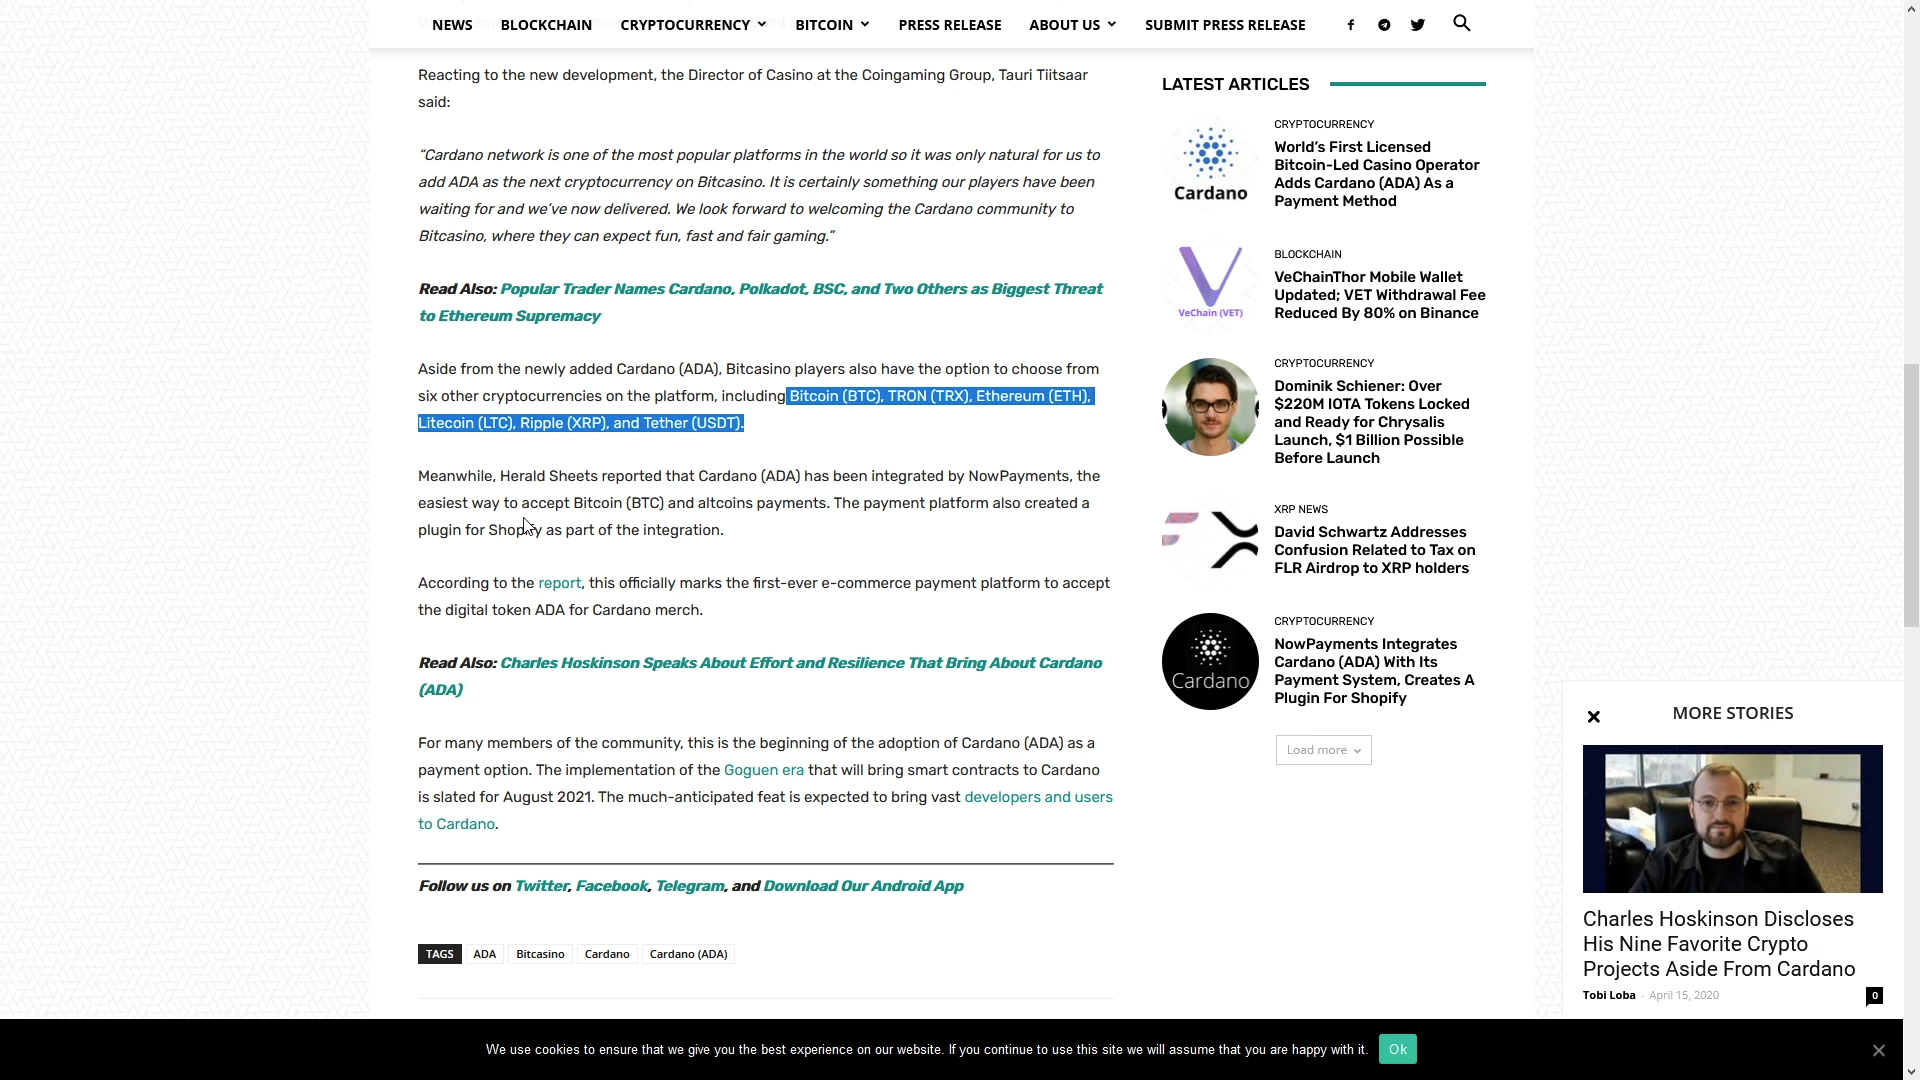 NEWS BLOCKCHAIN CRYPTOCURRENCY BITCOIN PRESS RELEASE ABOUT US SUBMIT PRESS RELEASE
Reacting to the new development, the Director of Casino at the Coingaming Group, Tauri Tiitsaar
said:
“Cardano network is one of the most popular platforms in the world so it was only natural for us to
add ADA as the next cryptocurrency on Bitcasino. It is certainly something our players have been
waiting for and we’ve now delivered. We look forward to welcoming the Cardano community to
Bitcasino, where they can expect fun, fast and fair gaming.”
Read Also: Popular Trader Names Cardano, Polkadot, BSC, and Two Others as Biggest Threat
to Ethereum Supremacy
Aside from the newly added Cardano (ADA), Bitcasino players also have the option to choose from
six other cryptocurrencies on the platform, including Bitcoin (BTC), TRON (TRX), Ethereum (ETH),
Litecoin (LTC), Ripple (XRP), and Tether (USDT).
Meanwhile, Herald Sheets reported that Cardano (ADA) has been integrated by NowPayments, the
easiest way to accept Bitcoin (BTC) and altcoins payments. The payment platform also created a
plugin for Shopify as part of the integration.
According to the report, this officially marks the first-ever e-commerce payment platform to accept
the digital token ADA for Cardano merch.
Read Also: Charles Hoskinson Speaks About Effort and Resilience That Bring About Cardano
(ADA)
For many members of the community, this is the beginning of the adoption of Cardano (ADA) as a
payment option. The implementation of the Goguen era that will bring smart contracts to Cardano
is slated for August 2021. The much-anticipated feat is expected to bring vast developers and users
to Cardano.
Follow us on Twitter, Facebook, Telegram, and Download Our Android App
TAGS ADA Bitcasino Cardano Cardano (ADA)
LATEST ARTICLES
Cardano
CRYPTOCURRENCY
World’s First Licensed
Bitcoin-Led Casino Operator
Adds Cardano (ADA) As a
Payment Method
VeChain (VET)
BLOCKCHAIN
VeChainThor Mobile Wallet
Updated; VET Withdrawal Fee
Reduced By 80% on Binance
CRYPTOCURRENCY
Dominik Schiener: Over
$220M IOTA Tokens Locked
and Ready for Chrysalis
Launch, $1 Billion Possible
Before Launch
XRP NEWS
David Schwartz Addresses
Confusion Related to Tax on
FLR Airdrop to XRP holders
Cardano
CRYPTOCURRENCY
NowPayments Integrates
Cardano (ADA) With Its
Payment System, Creates A
Plugin For Shopify
Load more
MORE STORIES
Charles Hoskinson Discloses
His Nine Favorite Crypto
Projects Aside From Cardano
Tobi Loba - April 15, 2020 0
We use cookies to ensure that we give you the best experience on our website. If you continue to use this site we will assume that you are happy with it. Ok